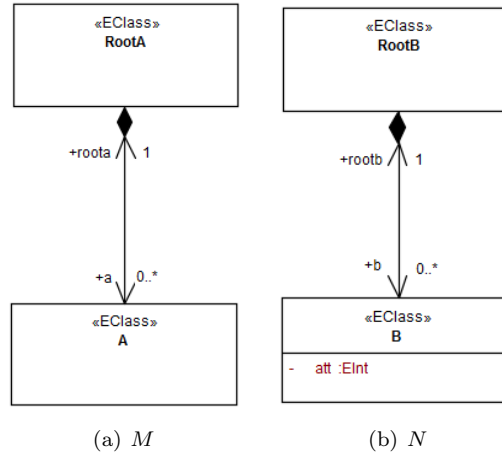 «EClass»
RootA
+roota 1
+a 0..*
«EClass»
A
(a) M
«EClass»
RootB
+rootb 1
+b 0..*
«EClass»
B
- att :EInt
(b) N